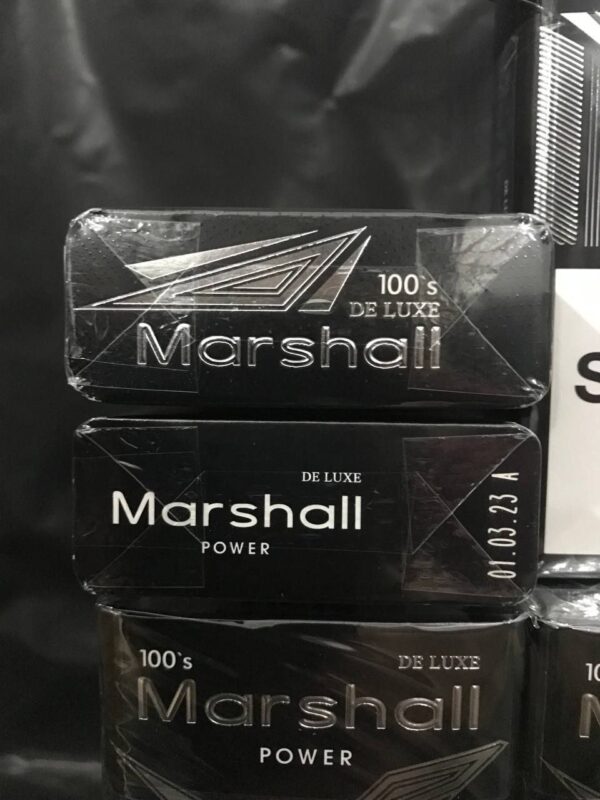 100's
DE LUXE
Marshall
DE LUXE
Marshall
POWER
01.03.23 A
100's
DE LUXE
Marshall
POWER